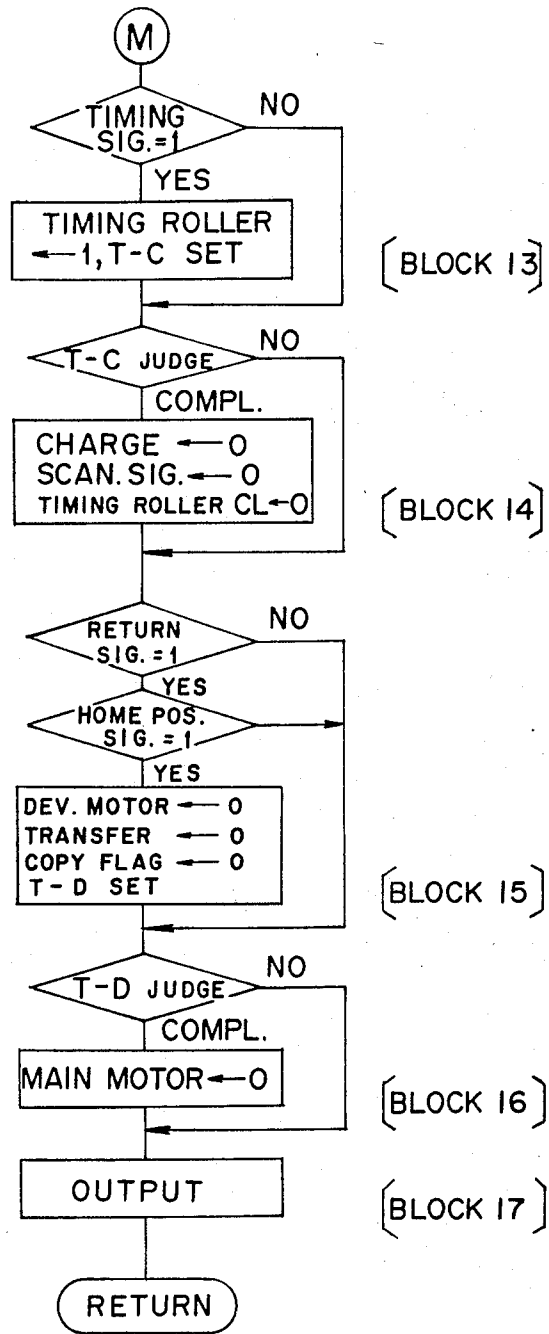 M
TIMING
SIG.=1
NO
YES
TIMING ROLLER
←1, T-C SET
[BLOCK 13]
T-C JUDGE
NO
COMPL.
CHARGE ← 0
SCAN. SIG. ← 0
TIMING ROLLER CL←0
[BLOCK 14]
RETURN
SIG. = 1
NO
YES
HOME POS.
SIG. = 1
YES
DEV. MOTOR ← 0
TRANSFER ← 0
COPY FLAG ← 0
T-D SET
[BLOCK 15]
T-D JUDGE
NO
COMPL.
MAIN MOTOR←0
[BLOCK 16]
OUTPUT
[BLOCK 17]
RETURN